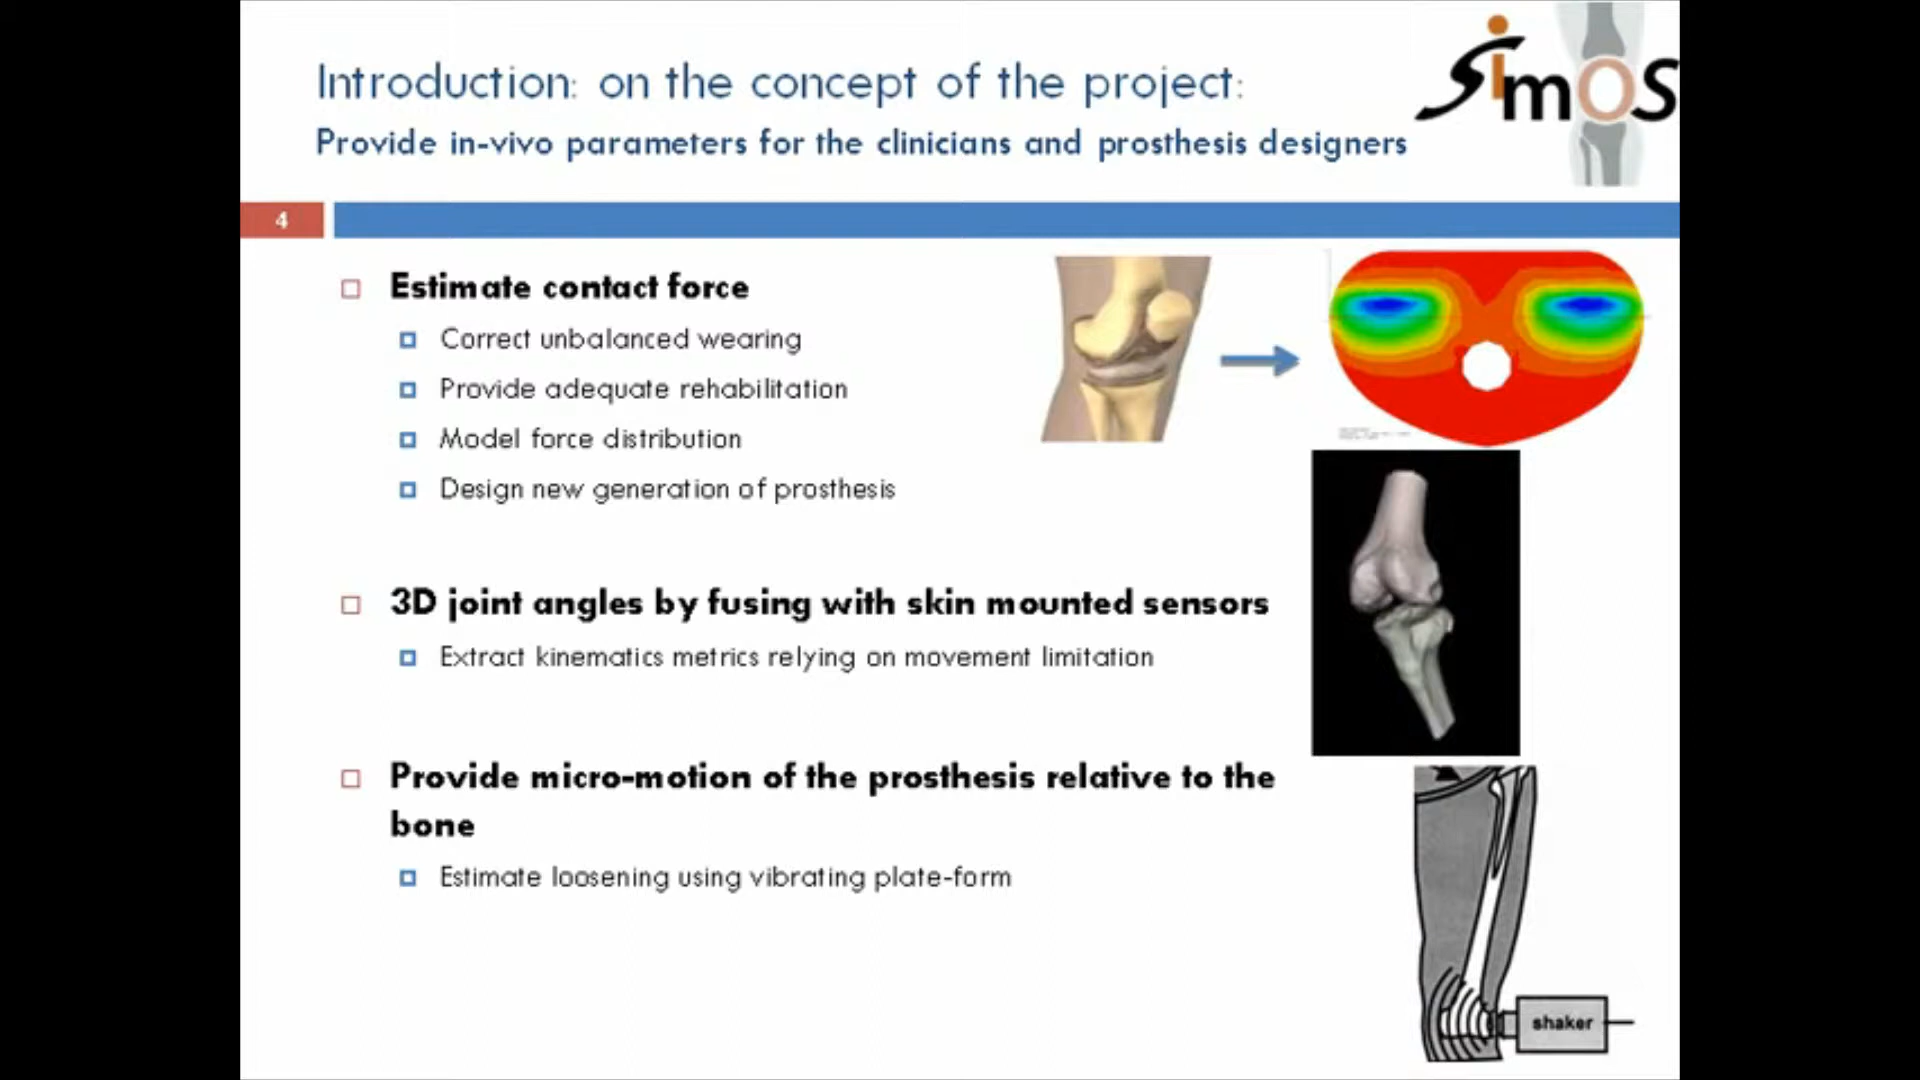 Introduction: on the concept of the project:
Provide in-vivo parameters for the clinicians and prosthesis designers
SimOS
4
Estimate contact force
Correct unbalanced wearing
Provide adequate rehabilitation
Model force distribution
Design new generation of prosthesis
3D joint angles by fusing with skin mounted sensors
Extract kinematics metrics relying on movement limitation
Provide micro-motion of the prosthesis relative to the
bone
Estimate loosening using vibrating plate-form
shaker